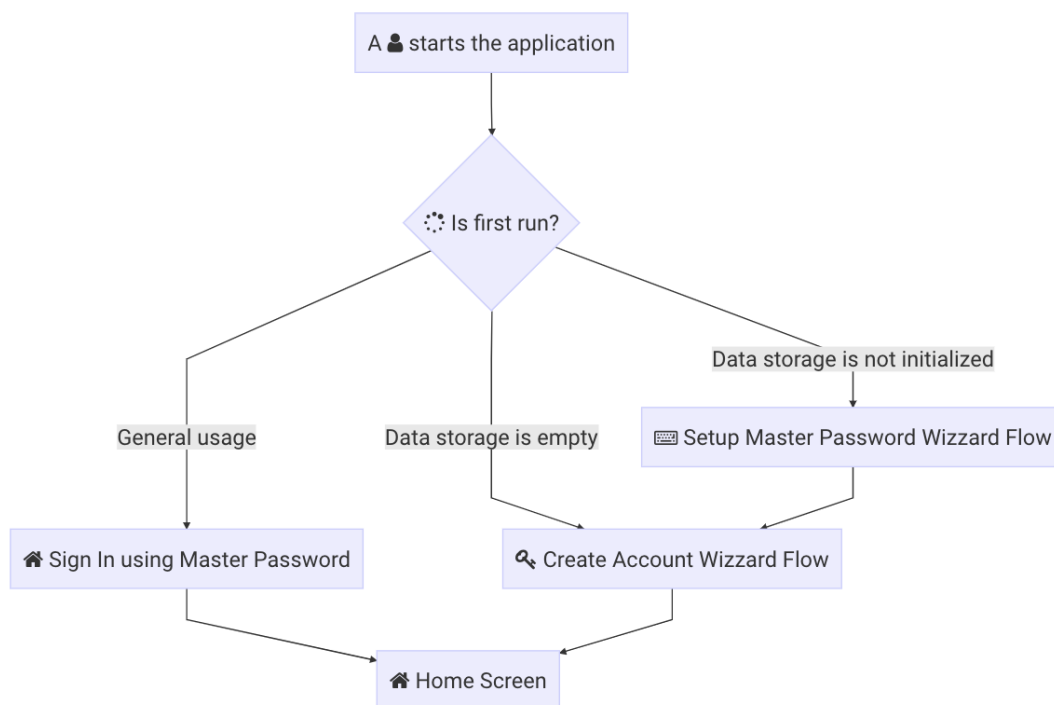 A starts the application
Is first run?
Data storage is not initialized
General usage
Data storage is empty
Setup Master Password Wizzard Flow
Sign In using Master Password
Create Account Wizzard Flow
Home Screen